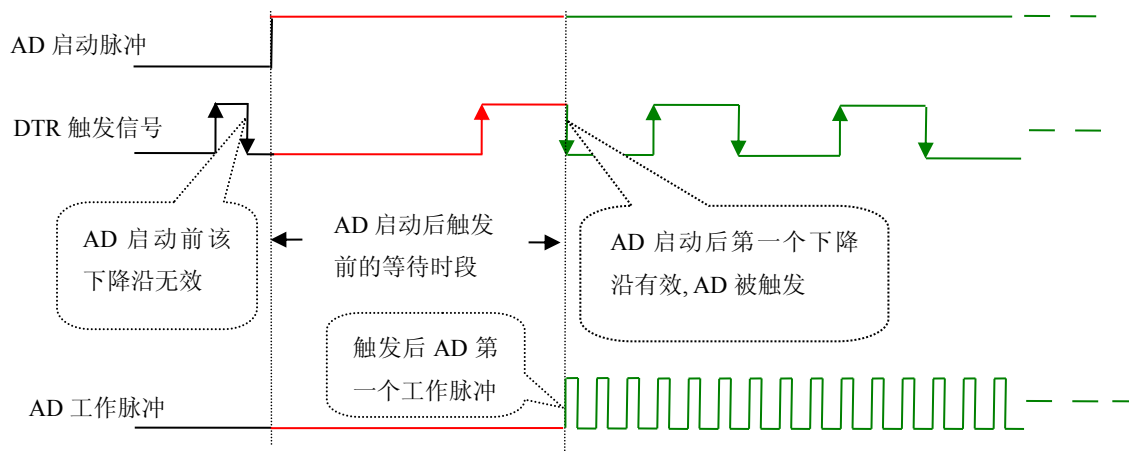 AD 启动脉冲
DTR 触发信号
AD 启动前该
下降沿无效
AD 启动后触发
前的等待时段
AD 启动后第一个下降
沿有效, AD 被触发
触发后 AD 第
一个工作脉冲
AD 工作脉冲